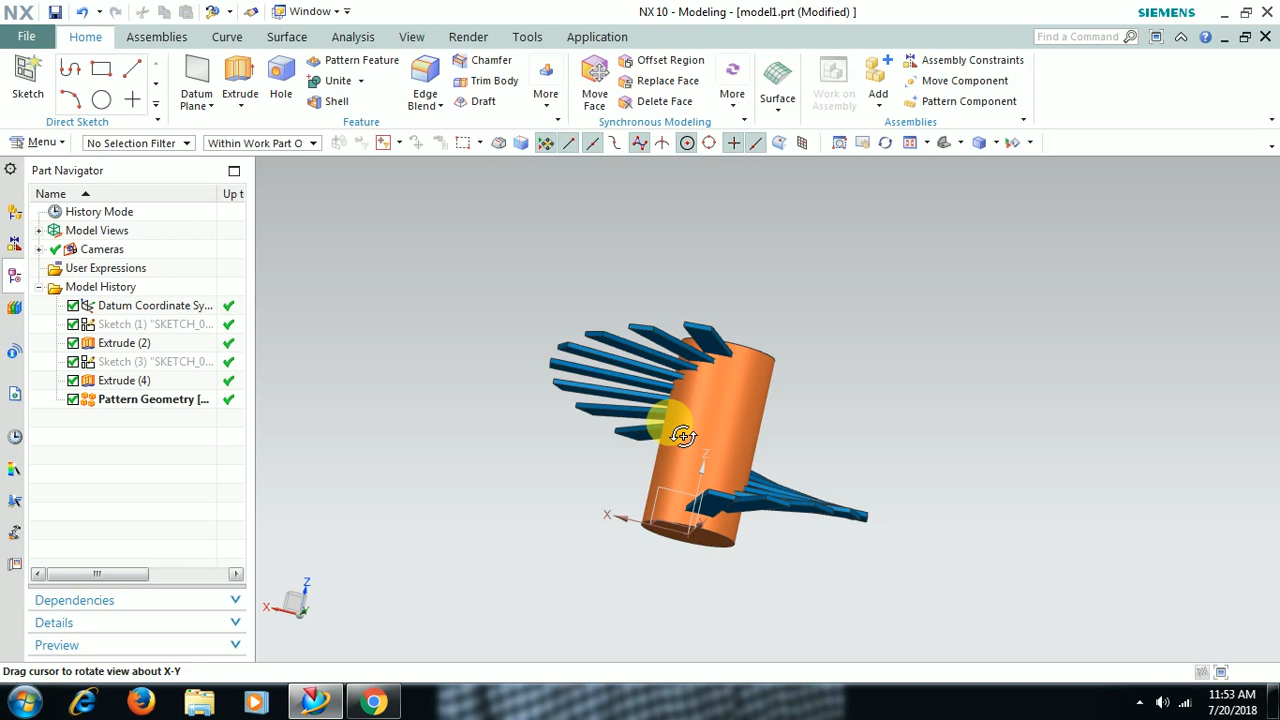 NX
Window
NX 10 - Modeling - [model1.prt (Modified) ]
SIEMENS
File
Home
Assemblies
Curve
Surface
Analysis
View
Render
Tools
Application
Find a Command
Sketch
Direct Sketch
Datum
Plane
Extrude
Hole
Pattern Feature
Unite
Shell
Edge
Blend
Chamfer
Trim Body
Draft
More
Feature
Move
Face
Offset Region
Replace Face
Delete Face
More
Synchronous Modeling
Surface
Work on
Assembly
Add
Assembly Constraints
Move Component
Pattern Component
Assemblies
Menu
No Selection Filter
Within Work Part O
Part Navigator
Name
Up t
History Mode
Model Views
Cameras
User Expressions
Model History
Datum Coordinate Sy...
Sketch (1) "SKETCH_0...
Extrude (2)
Sketch (3) "SKETCH_0...
Extrude (4)
Pattern Geometry [...
Dependencies
Details
Preview
Z
X
Y
Z
X
Y
Drag cursor to rotate view about X-Y
11:53 AM
7/20/2018